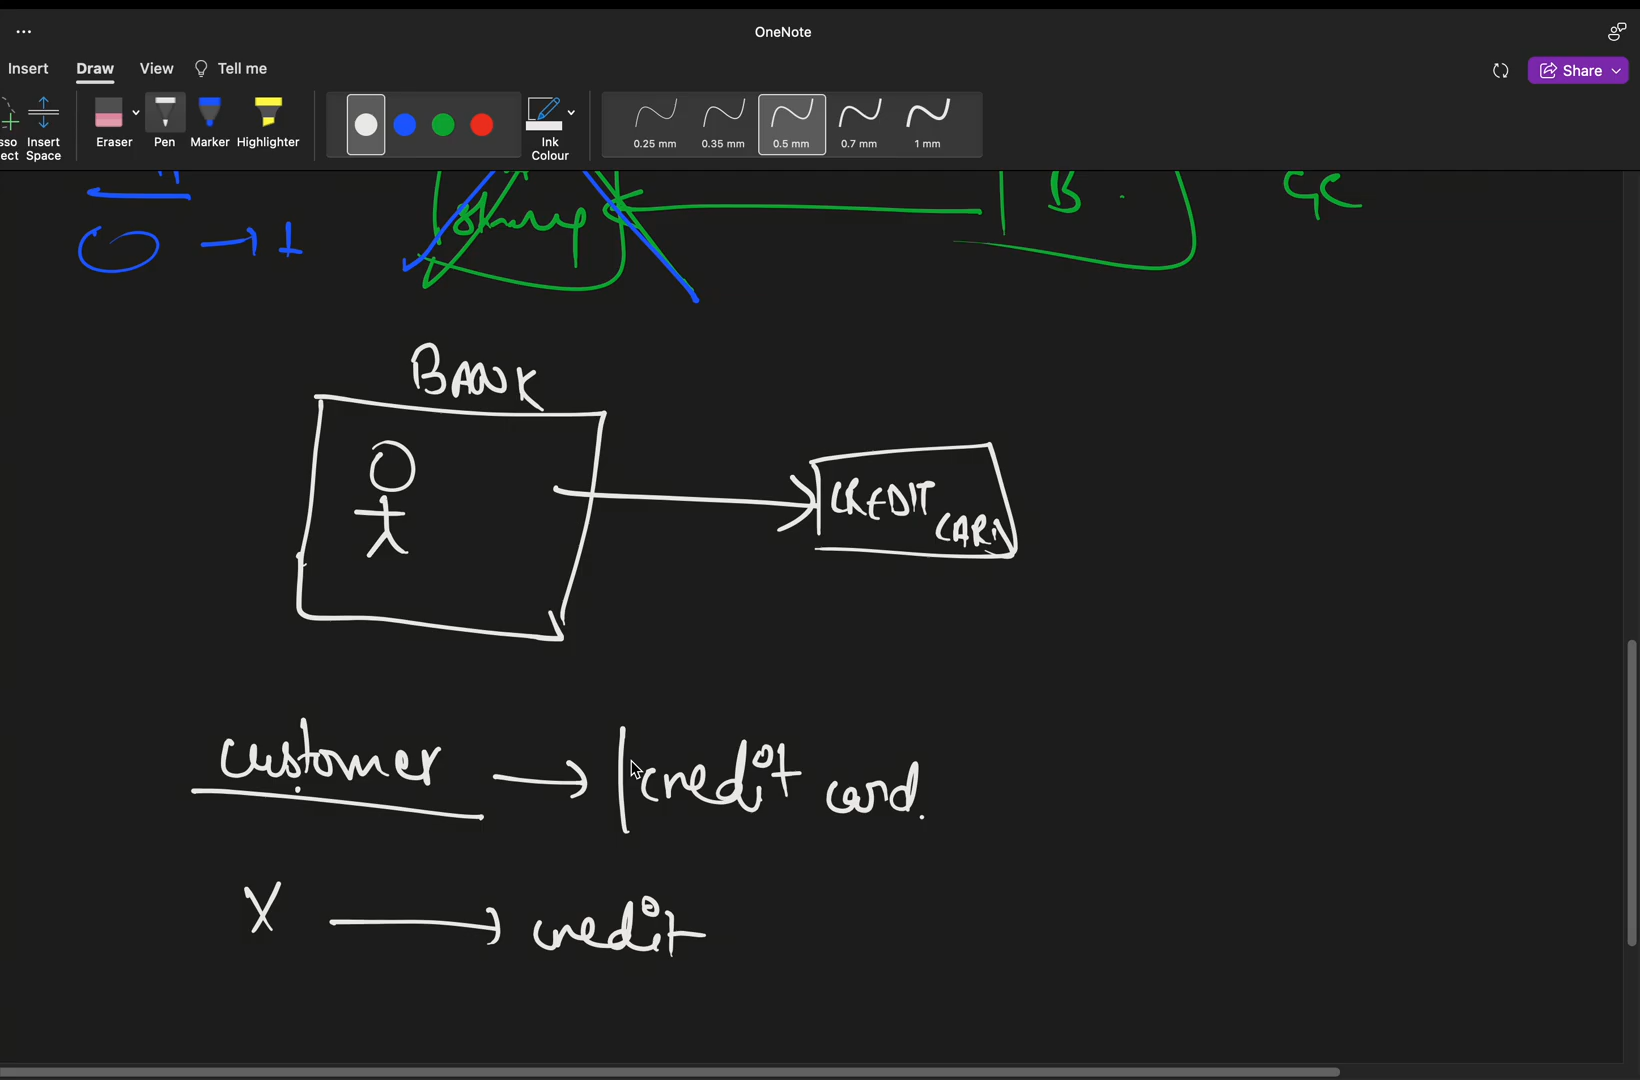 OneNote
Insert Draw View Tell me
Share
Insert Space Eraser Pen Marker Highlighter
Ink Colour
0.25 mm 0.35 mm 0.5 mm 0.7 mm 1 mm
→ 1
B.
BANK
CREDIT CARD
customer → credit card.
X → credit